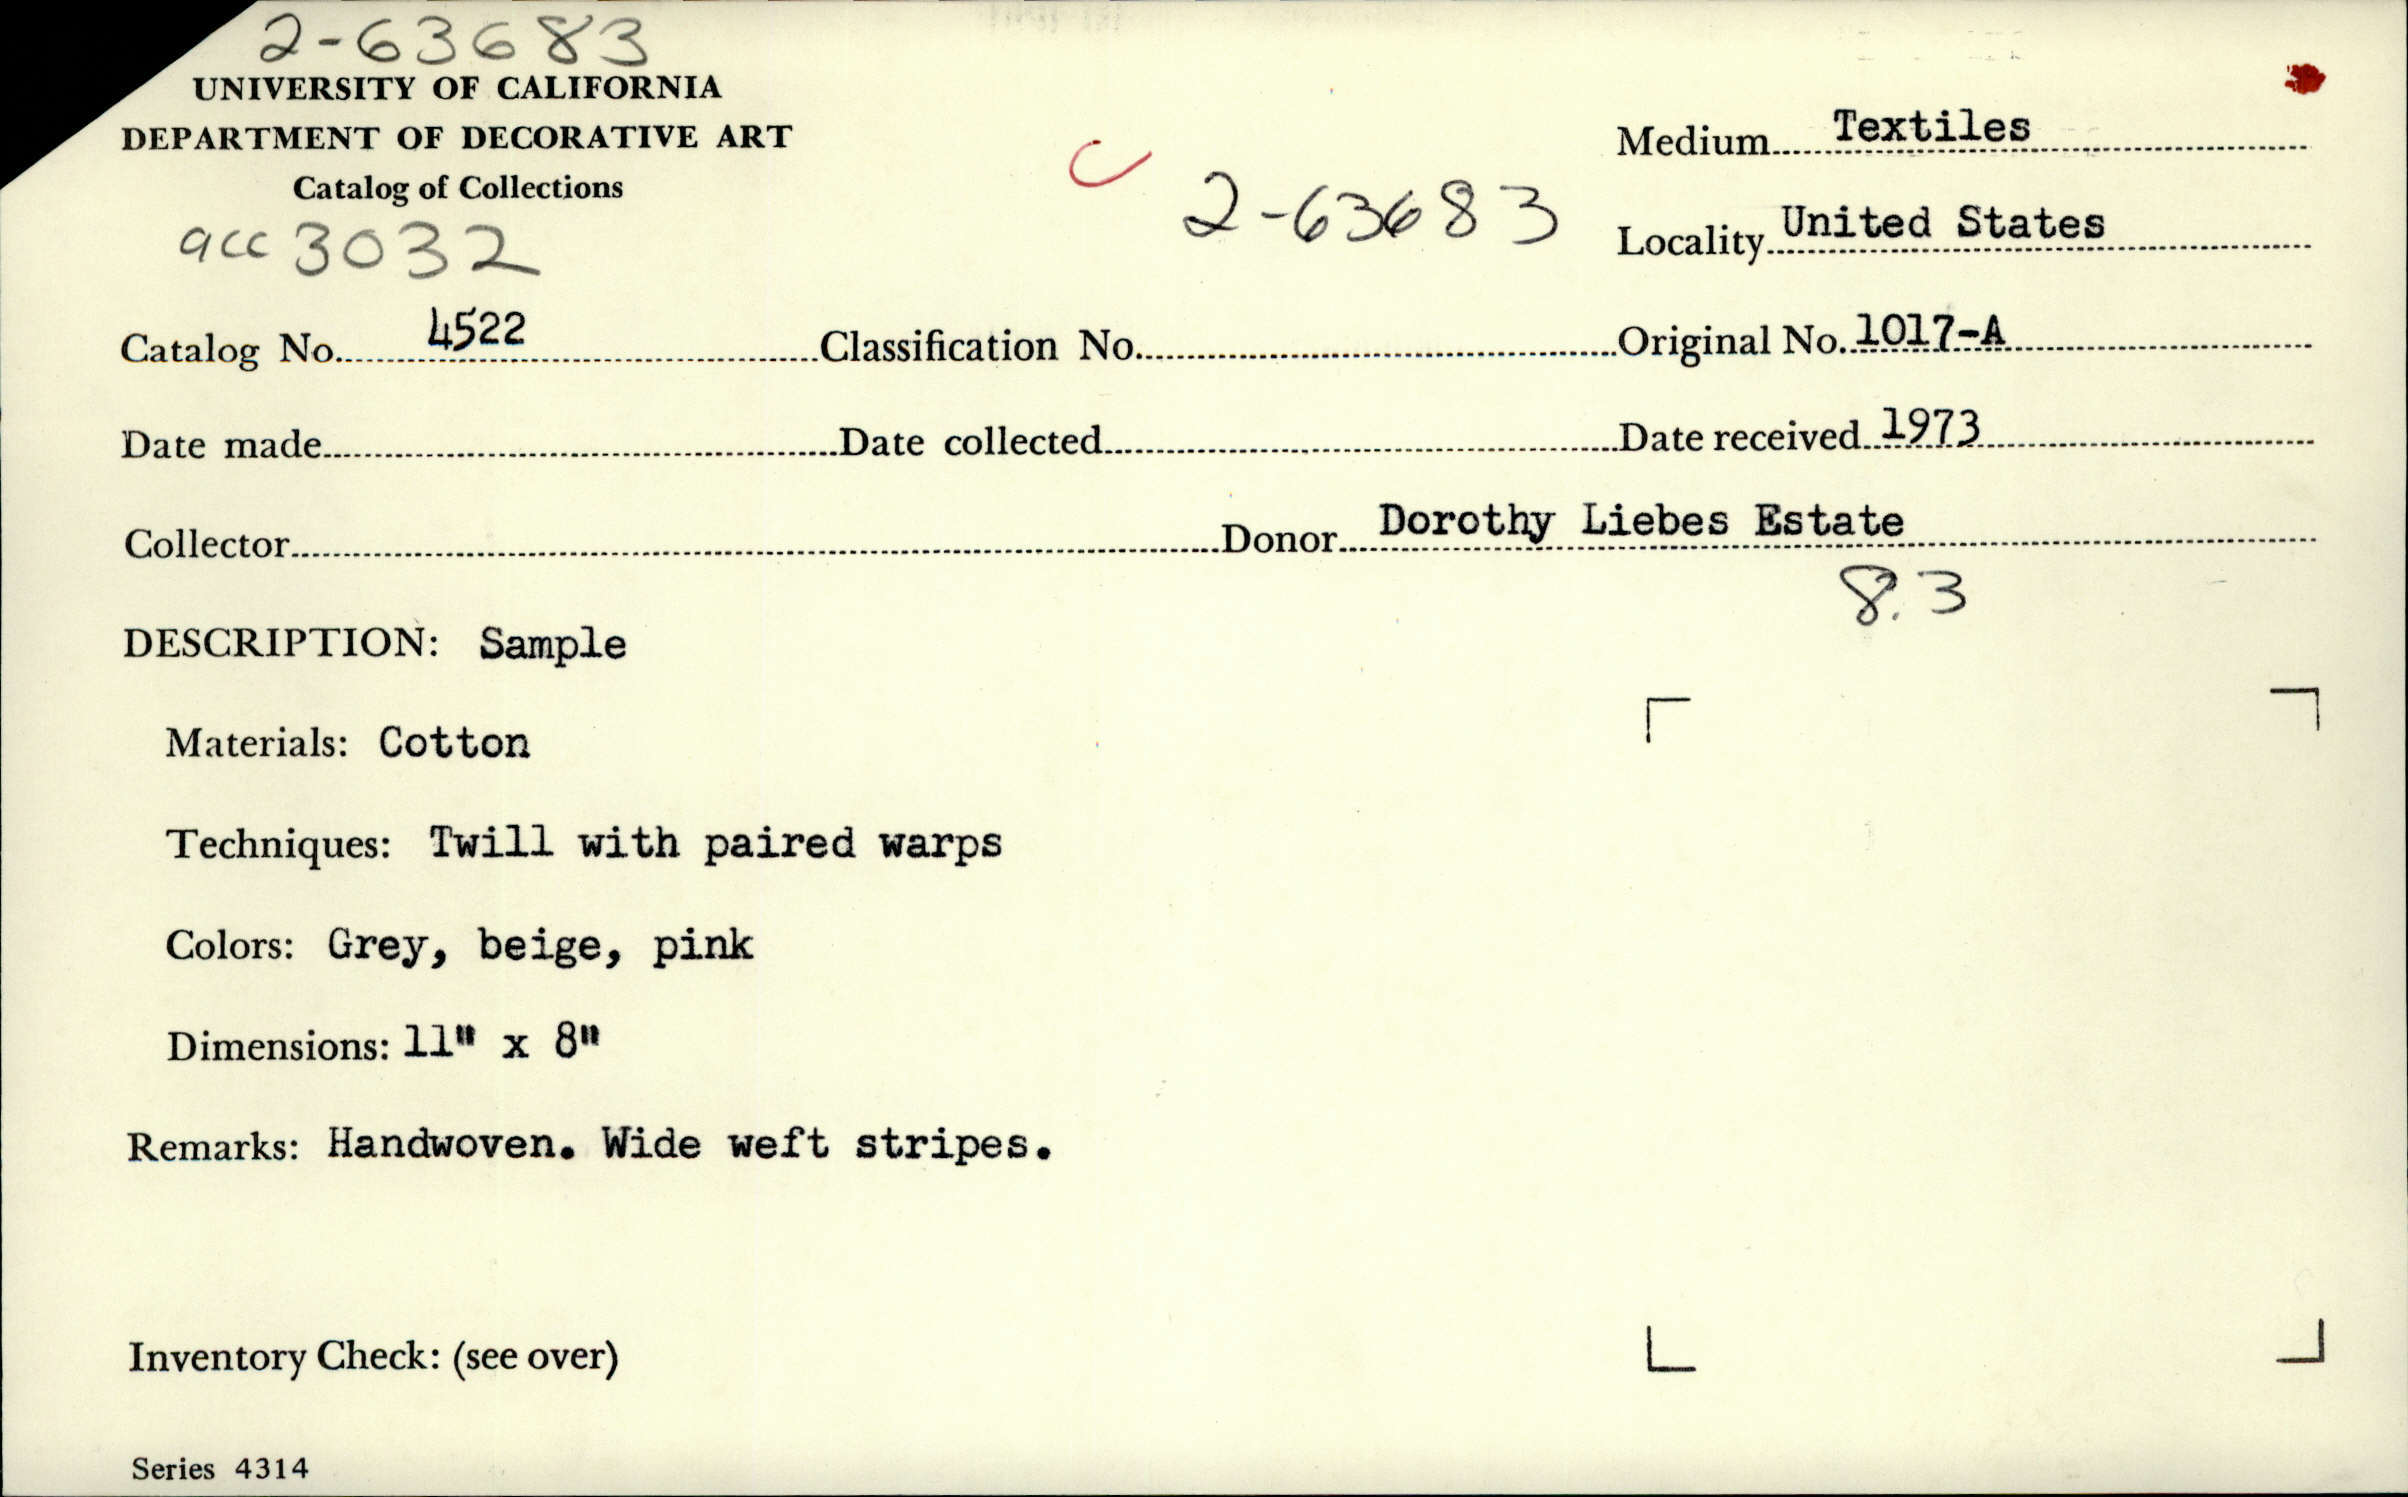 2-63683
UNIVERSITY OF CALIFORNIA
DEPARTMENT OF DECORATIVE ART
Catalog of Collections
acc 3032
C 2-63683
Medium Textiles
Locality United States
Catalog No. 4522 Classification No. Original No. 1017-A
Date made Date collected Date received 1973
Collector Donor Dorothy Liebes Estate
8.3
DESCRIPTION: Sample
Materials: Cotton
Techniques: Twill with paired warps
Colors: Grey, beige, pink
Dimensions: 11" x 8"
Remarks: Handwoven. Wide weft stripes.
Inventory Check: (see over)
Series 4314